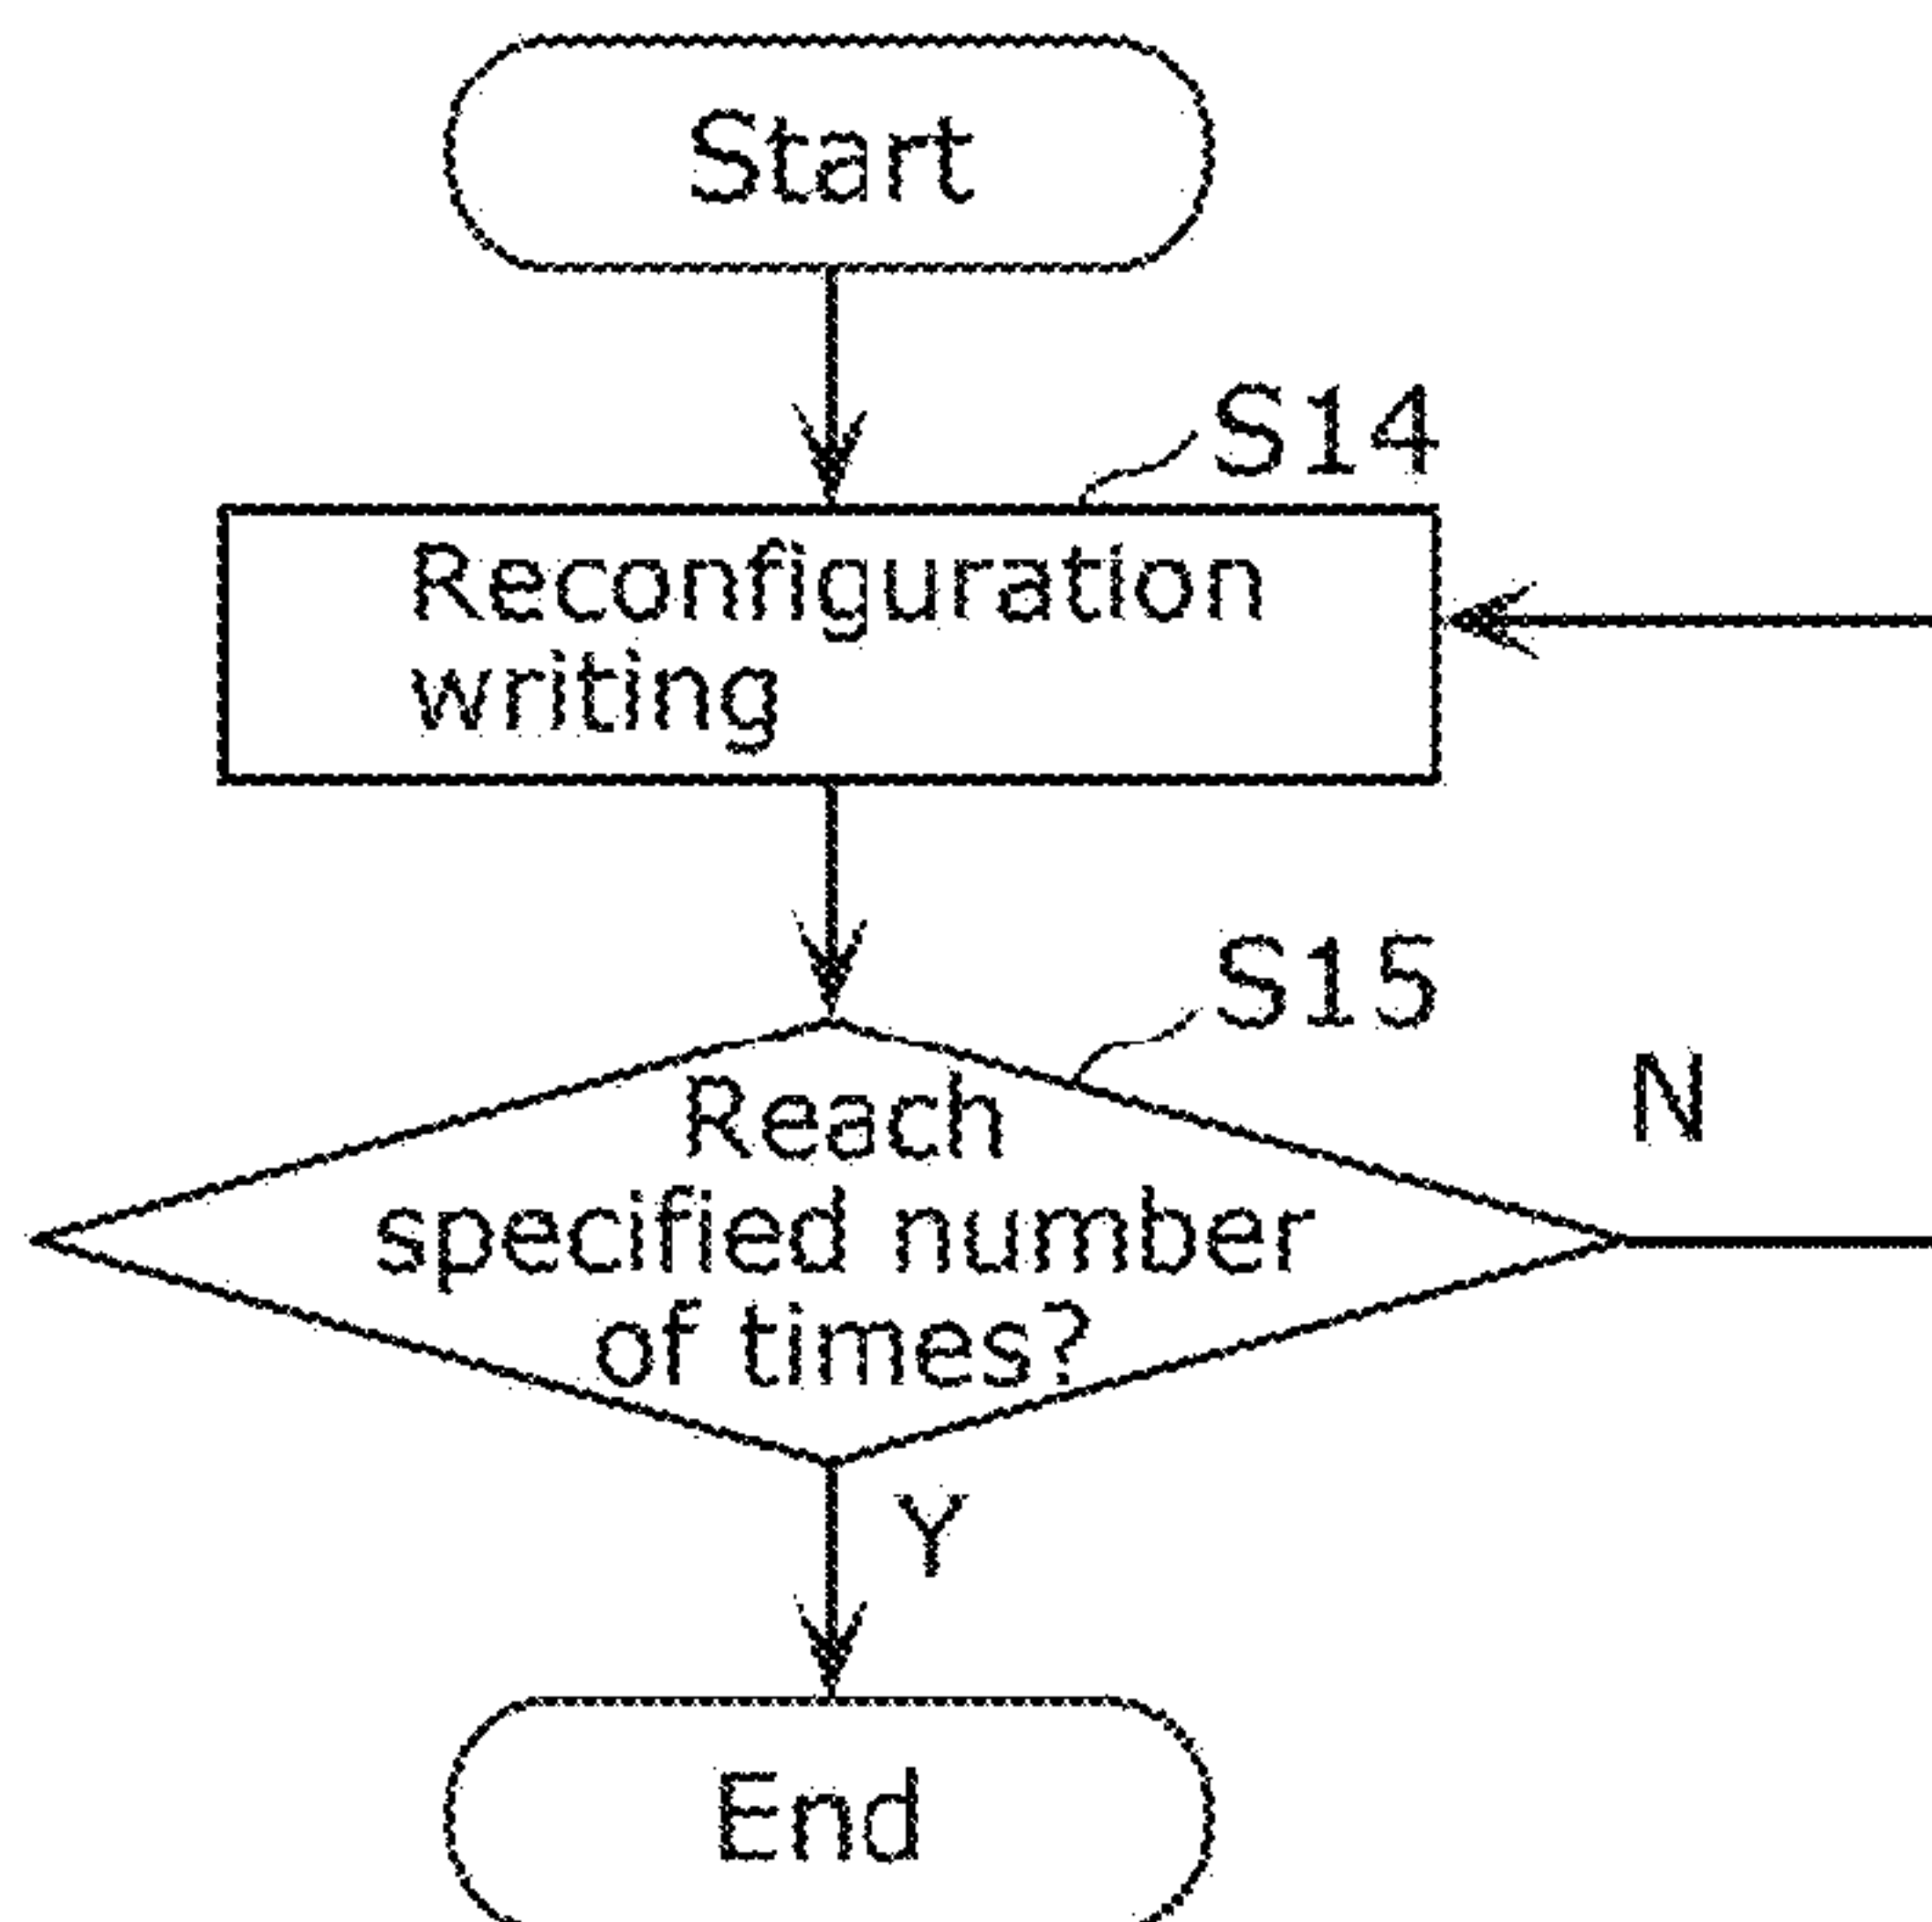 Start
S14
Reconfiguration
writing
S15
N
Reach
specified number
of times?
Y
End